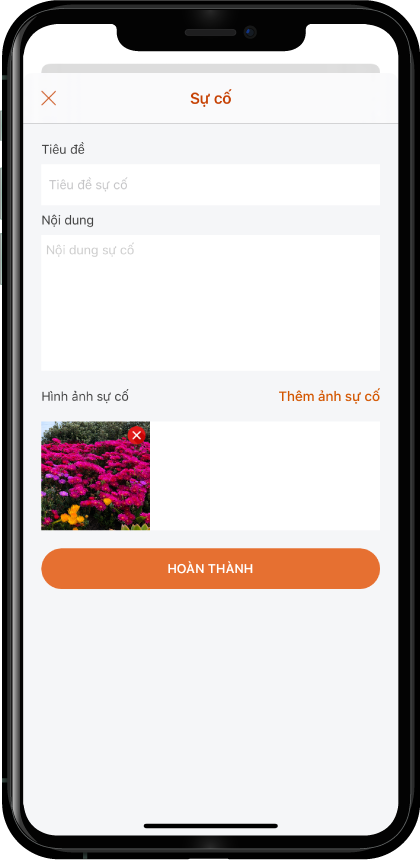 Sự cố
Tiêu đề
Tiêu đề sự cố
Nội dung
Nội dung sự cố
Hình ảnh sự cố
Thêm ảnh sự cố
HOÀN THÀNH